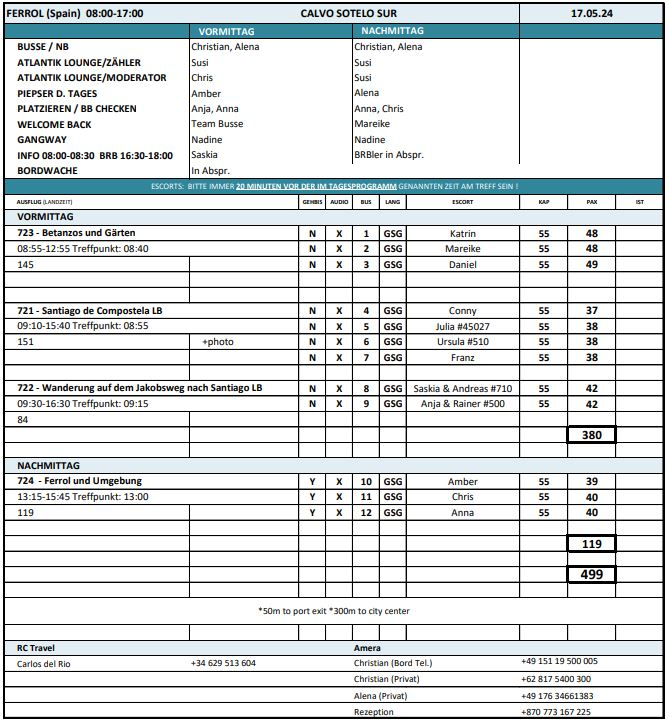 FERROL (Spain) 08:00-17:00 CALVO SOTELO SUR 17.05.24
VORMITTAG NACHMITTAG
BUSSE / NB Christian, Alena Christian, Alena
ATLANTIK LOUNGE/ZÄHLER Susi Susi
ATLANTIK LOUNGE/MODERATOR Chris Susi
PIEPSER D. TAGES Amber Alena
PLATZIEREN / BB CHECKEN Anja, Anna Anna, Chris
WELCOME BACK Team Busse Mareike
GANGWAY Nadine Nadine
INFO 08:00-08:30 BRB 16:30-18:00 Saskia BRBler in Abspr.
BORDWACHE In Abspr.
ESCORTS: BITTE IMMER 20 MINUTEN VOR DER IM TAGESPROGRAMM GENANNTEN ZEIT AM TREFF SEIN !
AUSFLUG (LANDZEIT) GEHBIS AUDIO BUS LANG ESCORT KAP PAX IST
VORMITTAG
723 - Betanzos und Gärten N X 1 GSG Katrin 55 48
08:55-12:55 Treffpunkt: 08:40 N X 2 GSG Mareike 55 48
145 N X 3 GSG Daniel 55 49
721 - Santiago de Compostela LB N X 4 GSG Conny 55 37
09:10-15:40 Treffpunkt: 08:55 N X 5 GSG Julia #45027 55 38
151 +photo N X 6 GSG Ursula #510 55 38
N X 7 GSG Franz 55 38
722 - Wanderung auf dem Jakobsweg nach Santiago LB N X 8 GSG Saskia & Andreas #710 55 42
09:30-16:30 Treffpunkt: 09:15 N X 9 GSG Anja & Rainer #500 55 42
84
380
NACHMITTAG
724 - Ferrol und Umgebung Y X 10 GSG Amber 55 39
13:15-15:45 Treffpunkt: 13:00 Y X 11 GSG Chris 55 40
119 Y X 12 GSG Anna 55 40
119
499
*50m to port exit *300m to city center
RC Travel Amera
Carlos del Rio +34 629 513 604 Christian (Bord Tel.) +49 151 19 500 005
Christian (Privat) +62 817 5400 300
Alena (Privat) +49 176 34661383
Rezeption +870 773 167 225